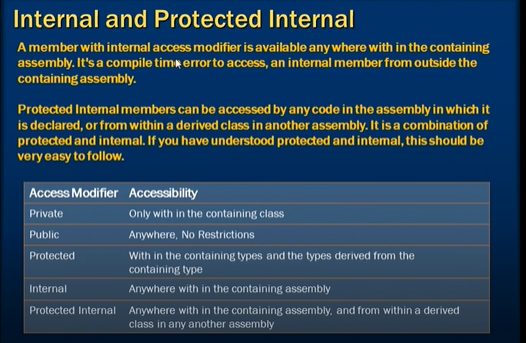 Internal and Protected Internal
A member with internal access modifier is available any where with in the containing
assembly. It's a compile time error to access, an internal member from outside the
containing assembly.
Protected Internal members can be accessed by any code in the assembly in which it
is declared, or from within a derived class in another assembly. It is a combination of
protected and internal. If you have understood protected and internal, this should be
very easy to follow.
Access Modifier Accessibility
Private Only with in the containing class
Public Anywhere, No Restrictions
Protected With in the containing types and the types derived from the
containing type
Internal Anywhere with in the containing assembly
Protected Internal Anywhere with in the containing assembly, and from within a derived
class in any another assembly